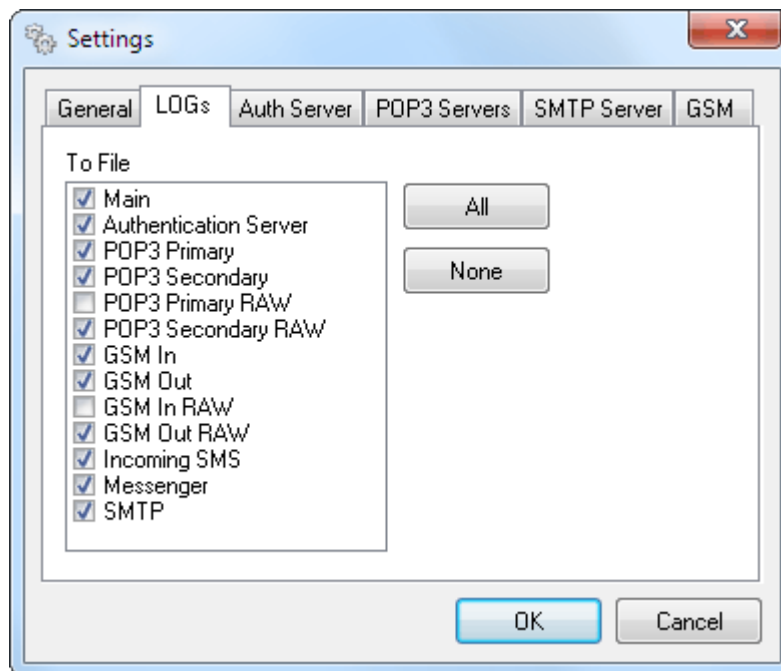 Settings
General LOGs Auth Server POP3 Servers SMTP Server GSM
To File
Main
Authentication Server
POP3 Primary
POP3 Secondary
POP3 Primary RAW
POP3 Secondary RAW
GSM In
GSM Out
GSM In RAW
GSM Out RAW
Incoming SMS
Messenger
SMTP
All
None
OK Cancel